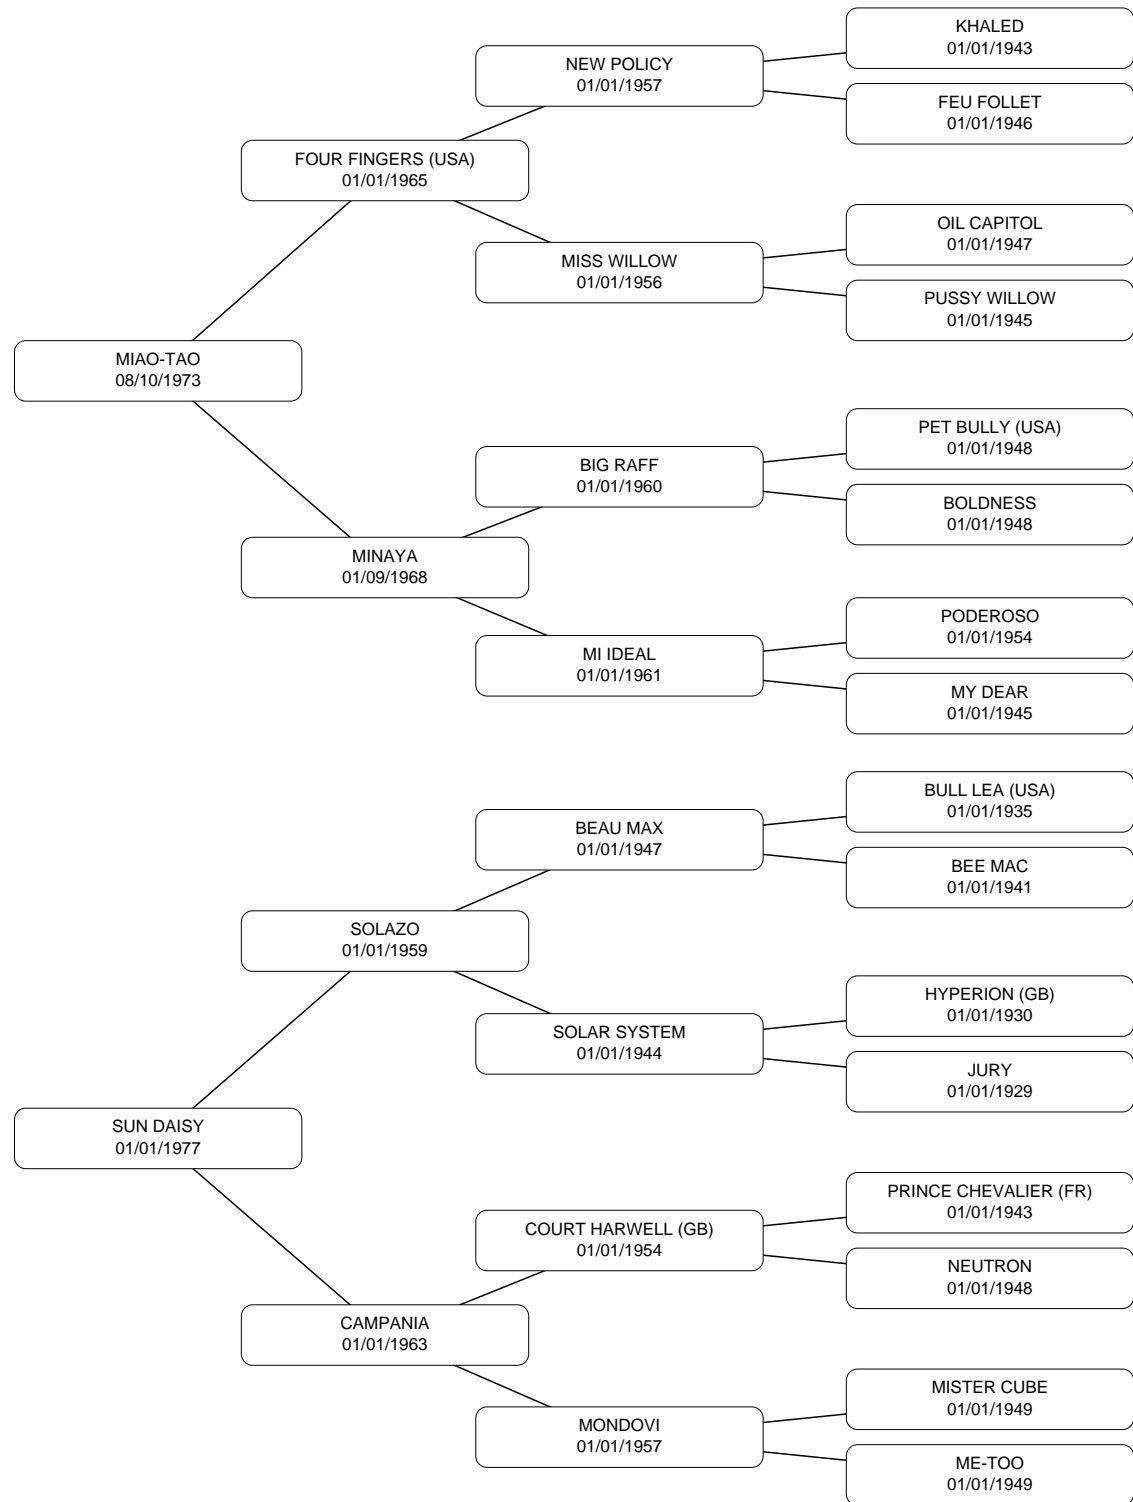 KHALED
01/01/1943
NEW POLICY
01/01/1957
FEU FOLLET
01/01/1946
FOUR FINGERS (USA)
01/01/1965
OIL CAPITOL
01/01/1947
MISS WILLOW
01/01/1956
PUSSY WILLOW
01/01/1945
MIAO-TAO
08/10/1973
PET BULLY (USA)
01/01/1948
BIG RAFF
01/01/1960
BOLDNESS
01/01/1948
MINAYA
01/09/1968
PODEROSO
01/01/1954
MI IDEAL
01/01/1961
MY DEAR
01/01/1945
BULL LEA (USA)
01/01/1935
BEAU MAX
01/01/1947
BEE MAC
01/01/1941
SOLAZO
01/01/1959
HYPERION (GB)
01/01/1930
SOLAR SYSTEM
01/01/1944
JURY
01/01/1929
SUN DAISY
01/01/1977
PRINCE CHEVALIER (FR)
01/01/1943
COURT HARWELL (GB)
01/01/1954
NEUTRON
01/01/1948
CAMPANIA
01/01/1963
MISTER CUBE
01/01/1949
MONDOVI
01/01/1957
ME-TOO
01/01/1949